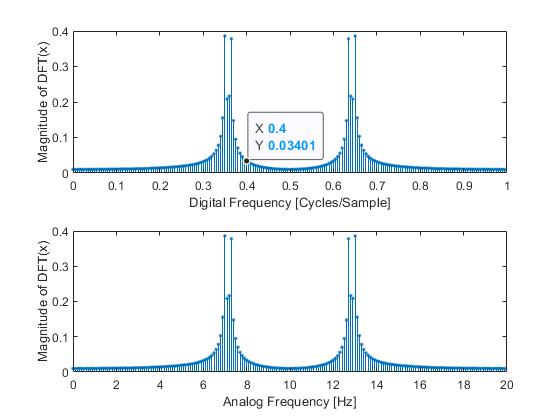 0.4
0.3
0.2
0.1
0
Magnitude of DFT(x)
X 0.4
Y 0.03401
0 0.1 0.2 0.3 0.4 0.5 0.6 0.7 0.8 0.9 1
Digital Frequency [Cycles/Sample]
0.4
0.3
0.2
0.1
0
Magnitude of DFT(x)
0 2 4 6 8 10 12 14 16 18 20
Analog Frequency [Hz]